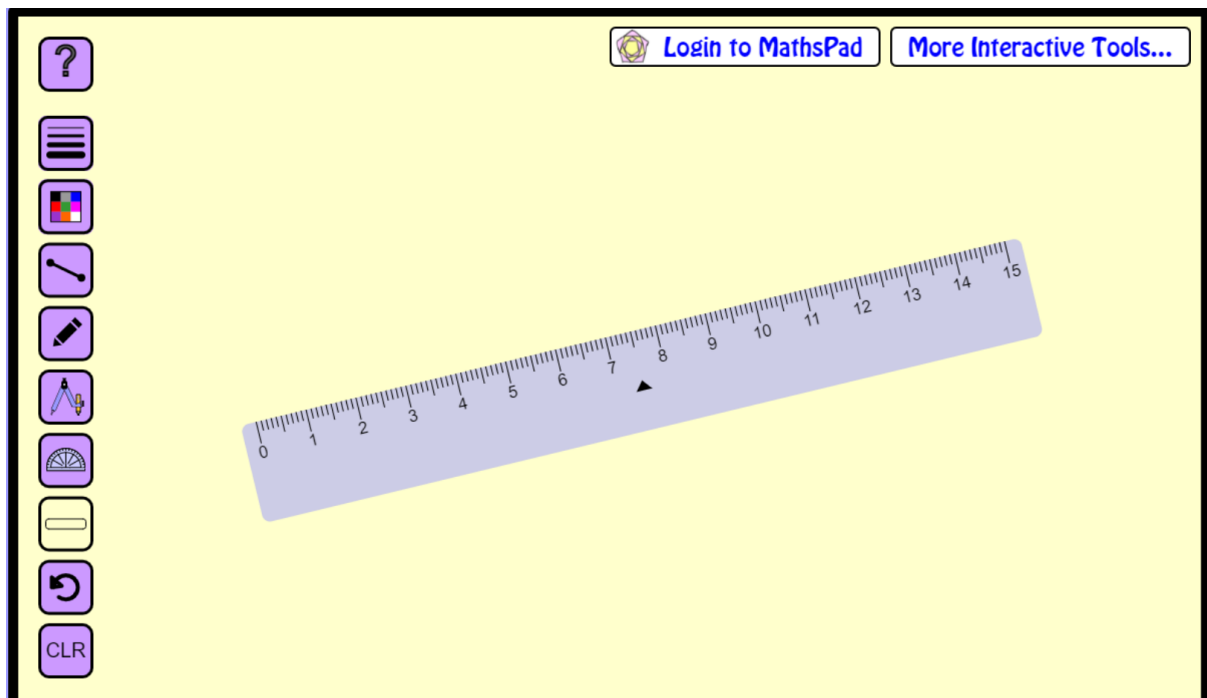 ?
Login to MathsPad
More Interactive Tools...
0 1 2 3 4 5 6 7 8 9 10 11 12 13 14 15
CLR